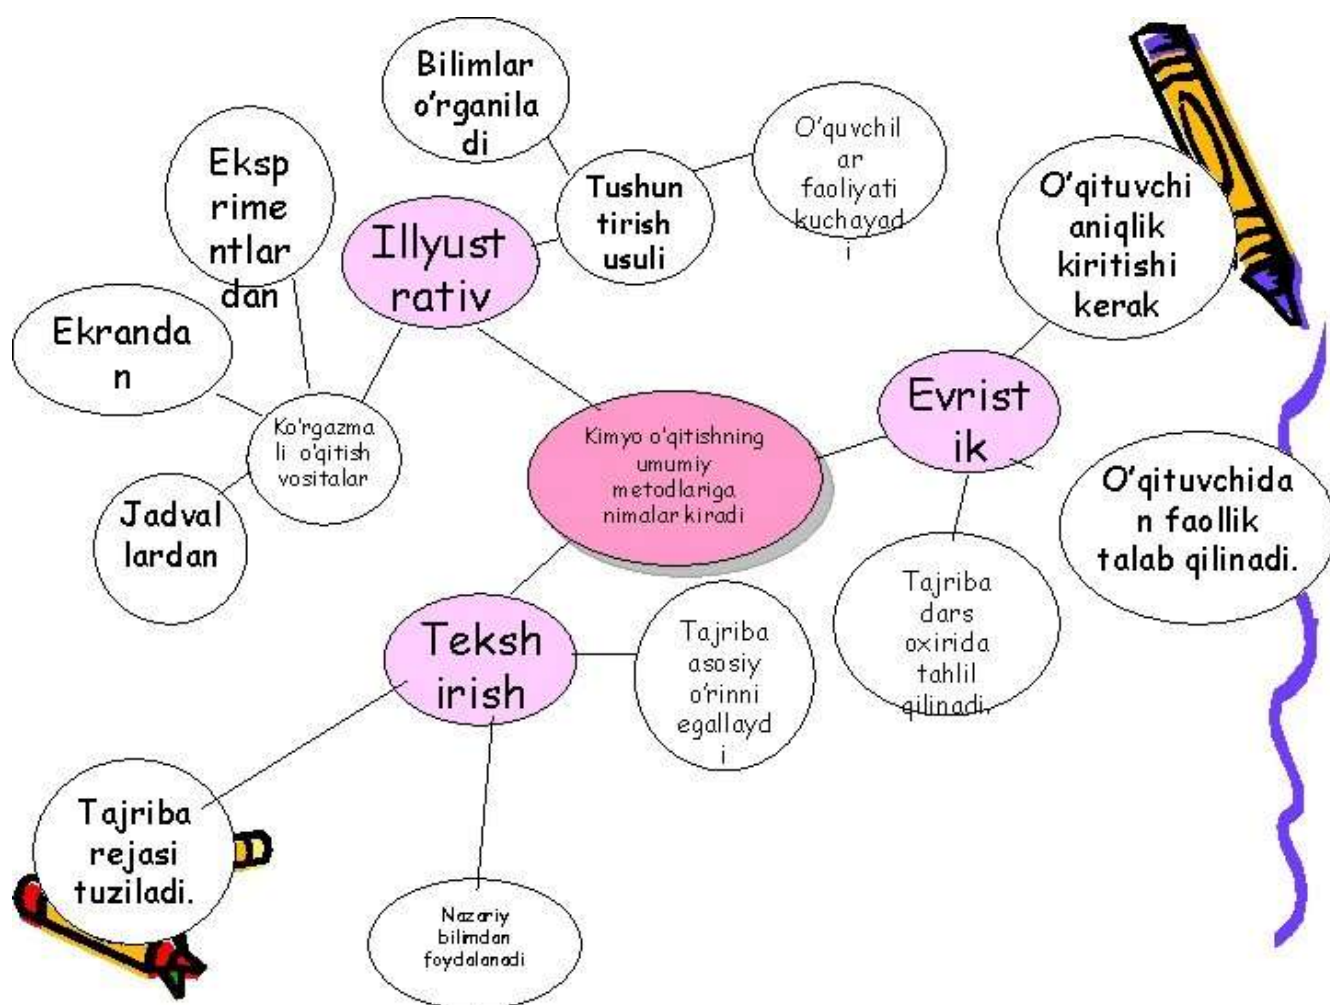 Bilimlar
o'rganila
di
O'quvchil
ar
faoliyati
kuchayad
i
Eksp
rime
ntlar
dan
Tushun
tirish
usuli
O'qituvchi
aniqlik
kiritishi
kerak
Illyust
rativ
Ekranda
n
Evrist
ik
Ko'rgazma
li o'qitish
vositalar
Kimyo o'qitishning
umumiy
metodlariga
nimalar kiradi
O'qituvchida
n faollik
talab qilinadi.
Jadval
lardan
Tajriba
dars
oxirida
tahlil
qilinadi.
Teksh
irish
Tajriba
asosiy
o'rinni
egallayd
i
Tajriba
rejasi
tuziladi.
Nazariy
bilimdan
foydalanadi